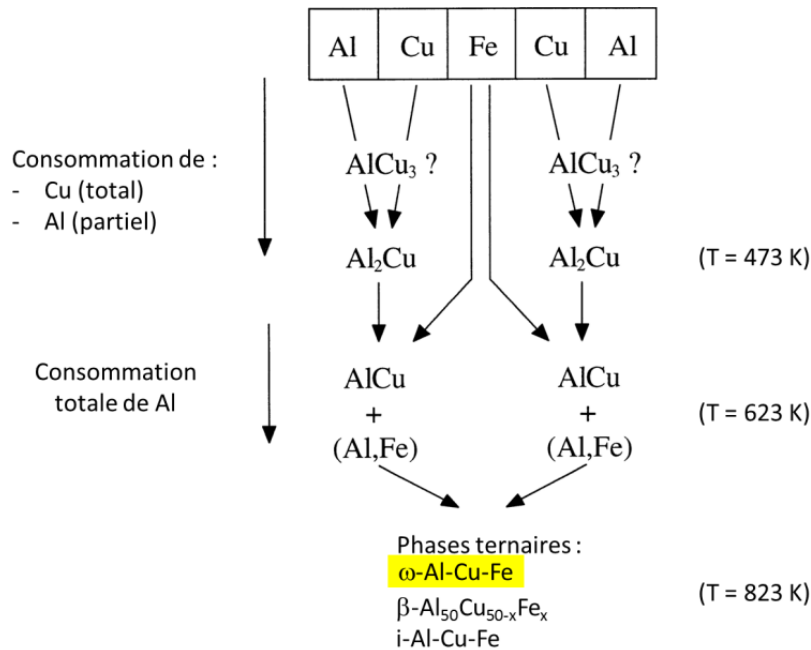 Al Cu Fe Cu Al
AlCu₃ ? AlCu₃ ?
Consommation de :
- Cu (total)
- Al (partiel)
Al₂Cu Al₂Cu (T = 473 K)
Consommation
totale de Al
AlCu AlCu
+ + (T = 623 K)
(Al,Fe) (Al,Fe)
Phases ternaires :
ω-Al-Cu-Fe
β-Al₅₀Cu₅₀₋ₓFeₓ (T = 823 K)
i-Al-Cu-Fe